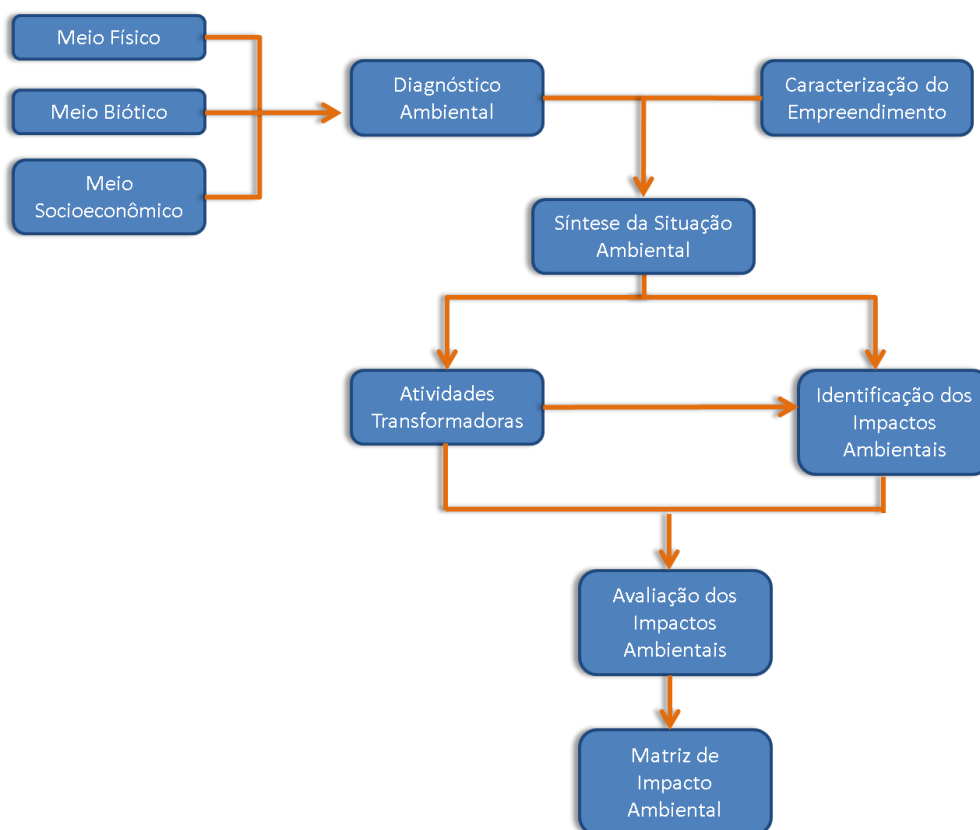 Meio Físico
Meio Biótico
Meio
Socioeconômico
Diagnóstico
Ambiental
Caracterização do
Empreendimento
Síntese da Situação
Ambiental
Atividades
Transformadoras
Identificação dos
Impactos
Ambientais
Avaliação dos
Impactos
Ambientais
Matriz de
Impacto
Ambiental